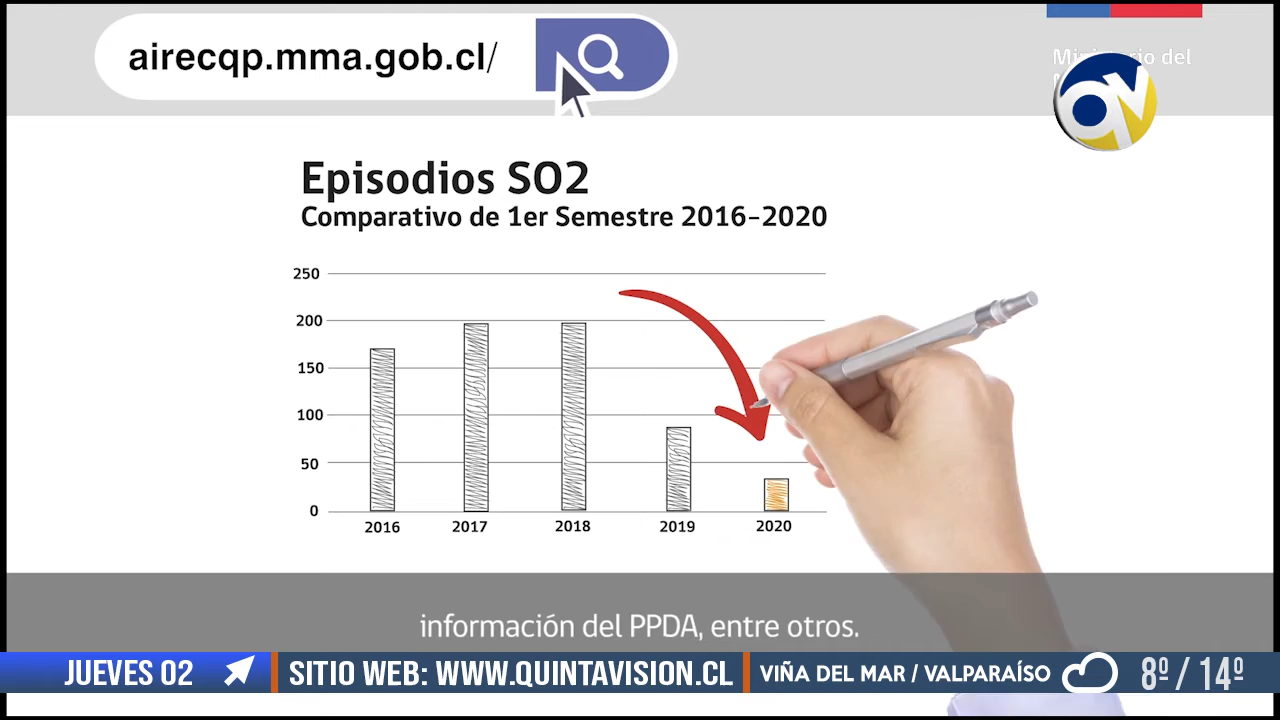 airecqp.mma.gob.cl/
Episodios SO2
Comparativo de 1er Semestre 2016-2020
250
200
150
100
50
0
2016 2017 2018 2019 2020
información del PPDA, entre otros.
JUEVES 02 SITIO WEB: WWW.QUINTAVISION.CL VIÑA DEL MAR / VALPARAÍSO 8º / 14º